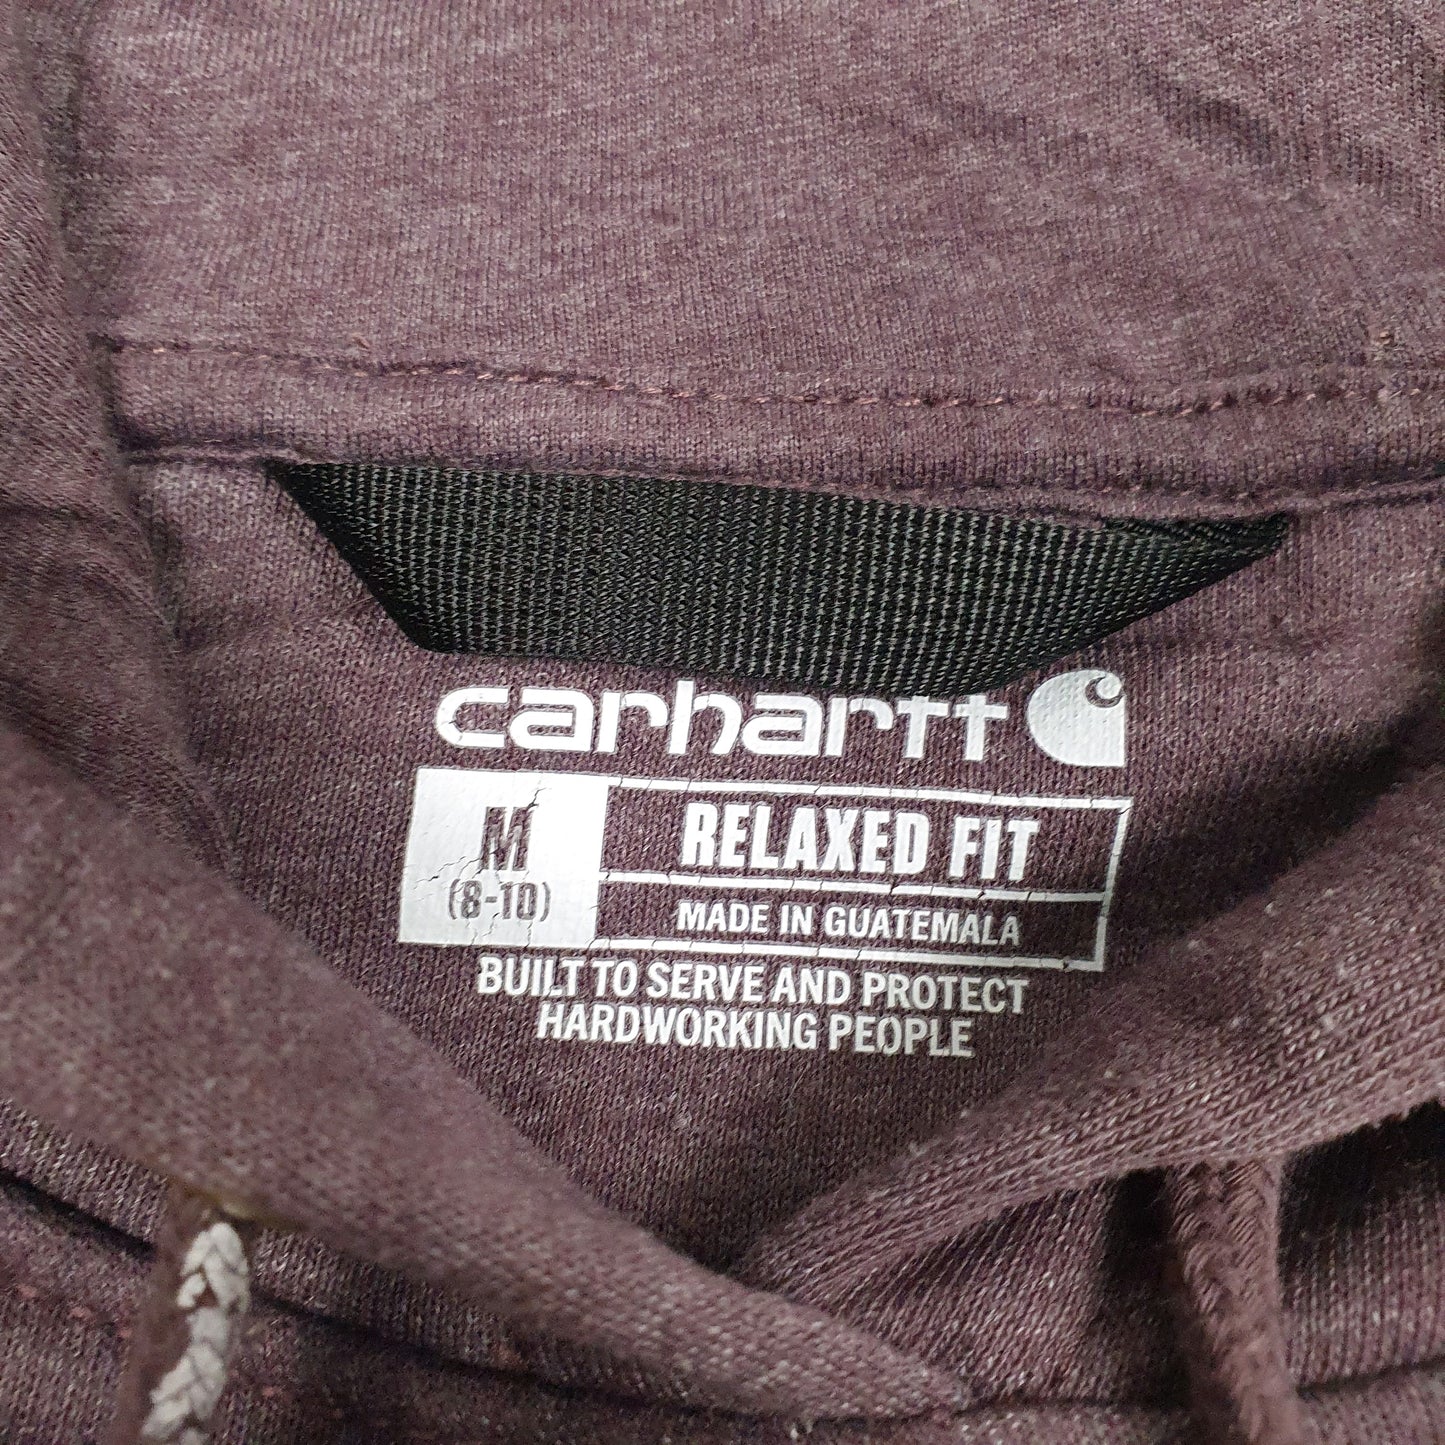 carhartt
M
(8-10)
RELAXED FIT
MADE IN GUATEMALA
BUILT TO SERVE AND PROTECT
HARDWORKING PEOPLE